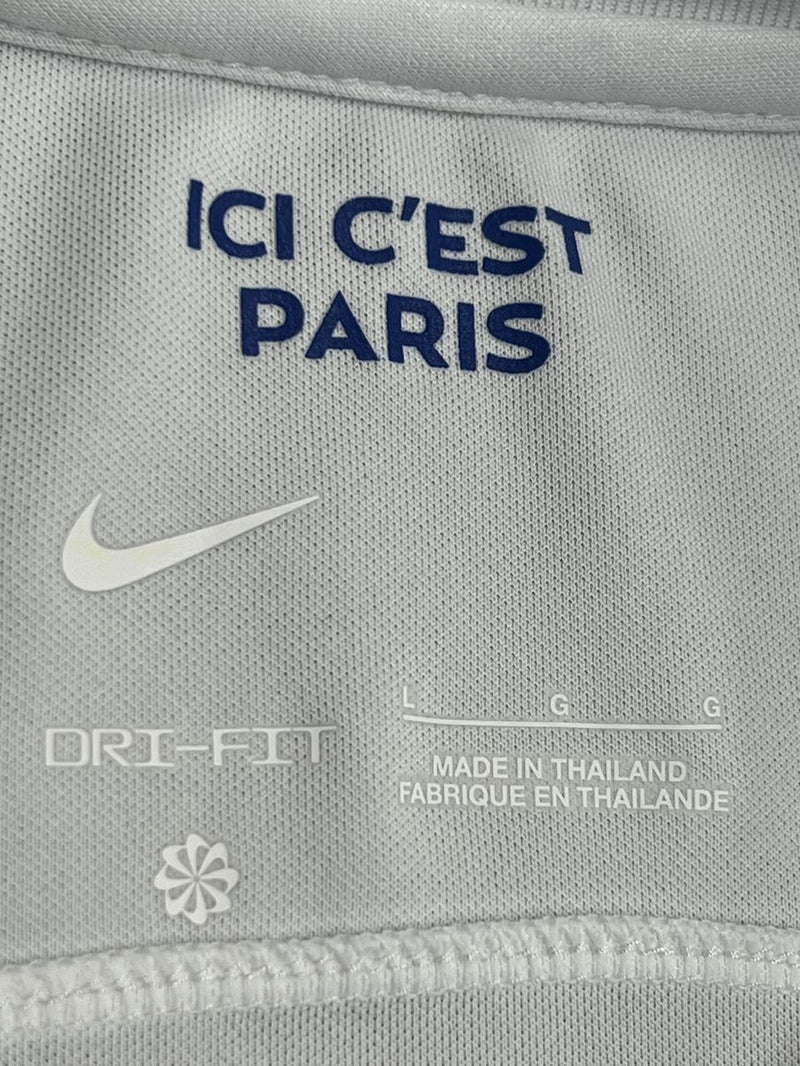 ICI C'EST
PARIS
DRI-FIT
L G G
MADE IN THAILAND
FABRIQUE EN THAILANDE